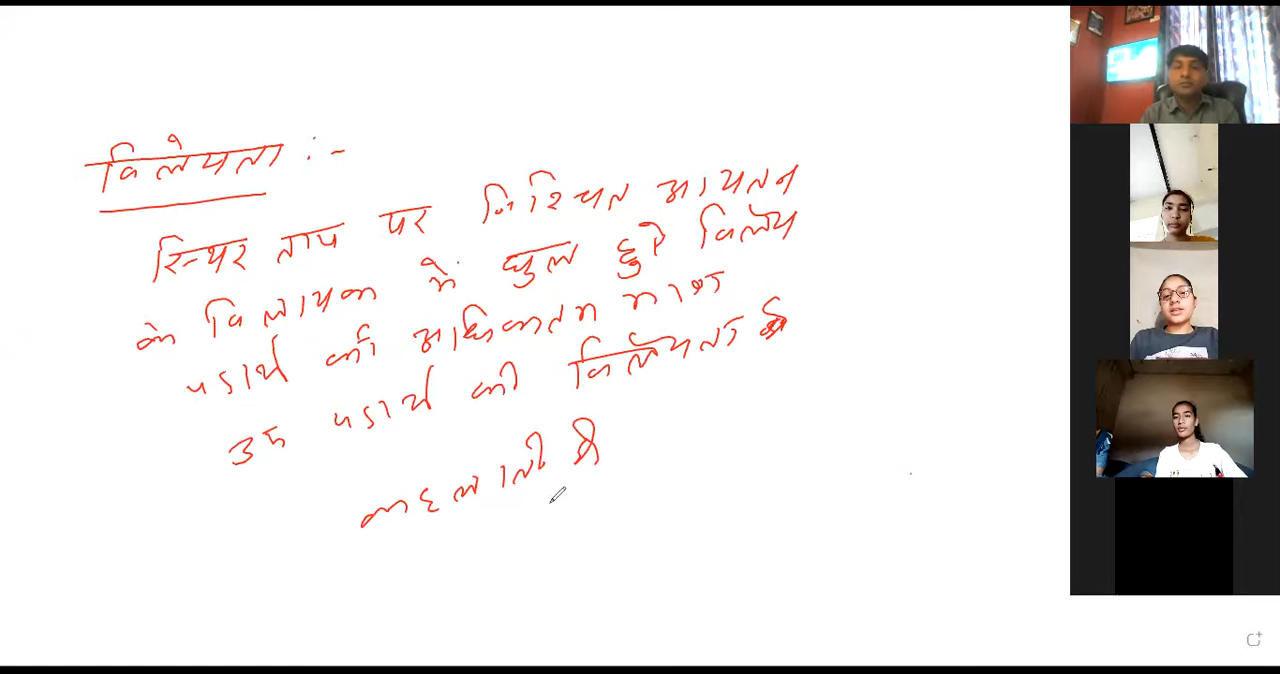 विलेयता :-
स्थिर ताप पर निश्चित आयतन
के विलायक में घुल हुऐ विलेय
पदार्थ की अधिकतम मात्रा
उस पदार्थ की विलेयता
कहलाती है